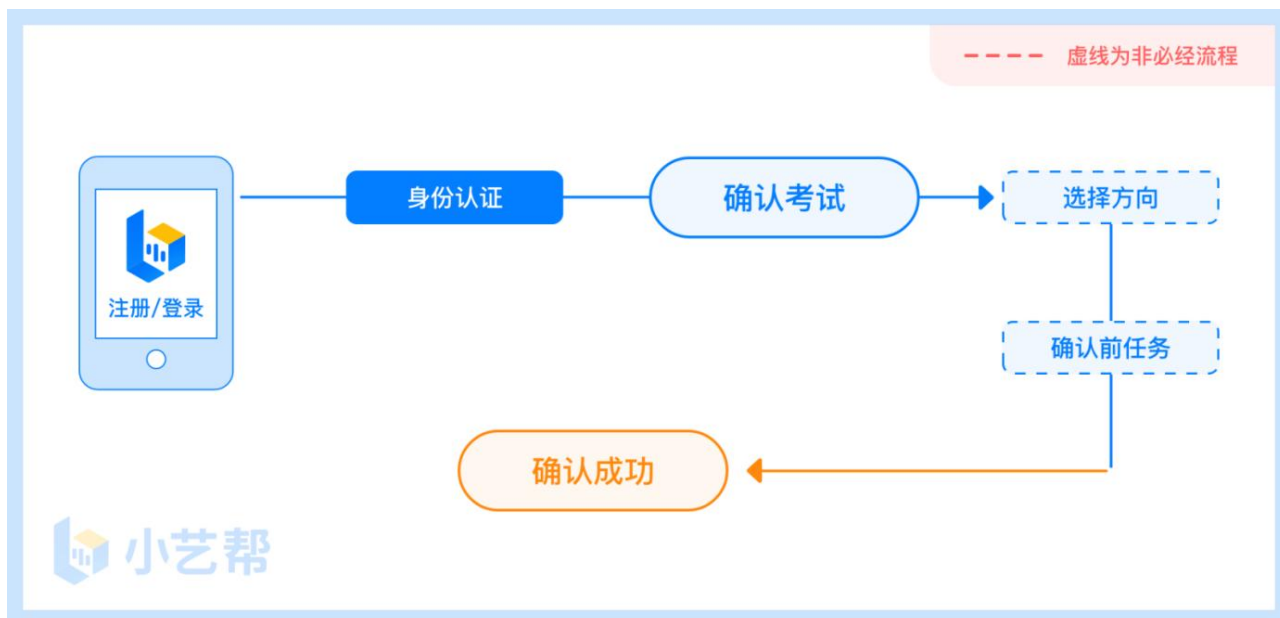 虚线为非必经流程
身份认证
确认考试
选择方向
注册/登录
确认前任务
确认成功
小艺帮